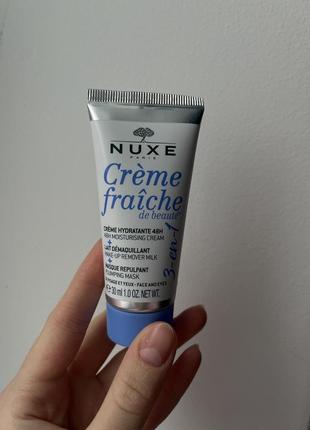 NUXE
PARIS
Crème
fraîche
de beauté
3-en-1
CRÈME HYDRATANTE 48H
48H MOISTURISING CREAM
+
LAIT DÉMAQUILLANT
MAKE-UP REMOVER MILK
+
MASQUE REPULPANT
PLUMPING MASK
VISAGE ET YEUX - FACE AND EYES
30 ml 1.0 OZ. NET WT.